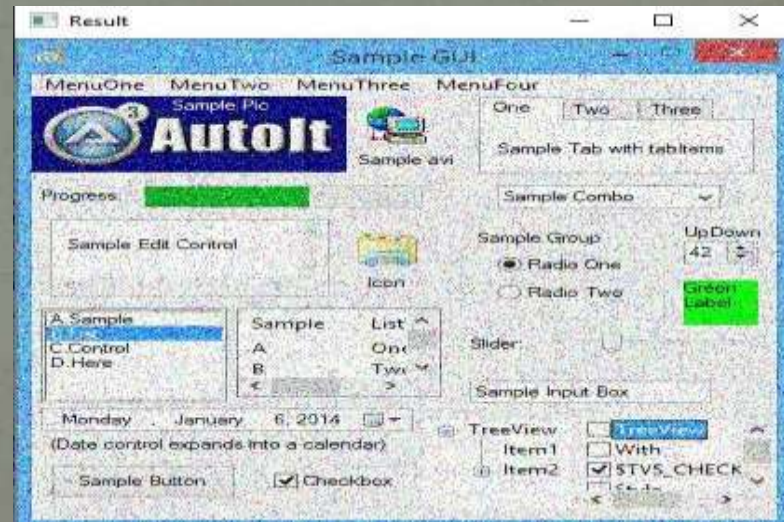 Result
Sample GUI
MenuOne MenuTwo MenuThree MenuFour
Sample Pic
3
AutoIt
Sample avi
One Two Three
Sample Tab with tabItems
Progress:
Sample Combo
Sample Edit Control
Icon
Sample Group
Radio One
Radio Two
UpDown
42
Green
Label
A.Sample
C.Control
D.Here
Sample List
A One
B Two
Slider:
Sample Input Box
Monday , January 6, 2014
(Date control expands into a calendar)
Sample Button
Checkbox
TreeView
Item1
Item2
TreeView
With
$TVS_CHECK